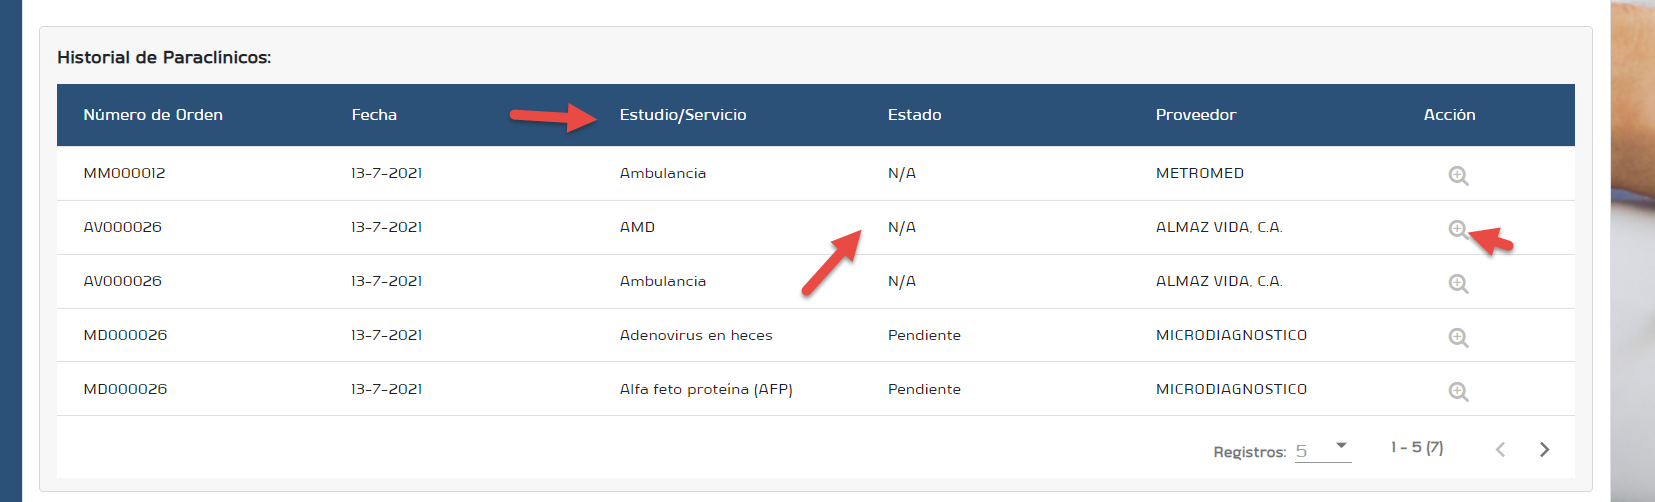 Historial de Paraclínicos:
Número de Orden Fecha Estudio/Servicio Estado Proveedor Acción
MM000012 13-7-2021 Ambulancia N/A METROMED
AV000026 13-7-2021 AMD N/A ALMAZ VIDA, C.A.
AV000026 13-7-2021 Ambulancia N/A ALMAZ VIDA, C.A.
MD000026 13-7-2021 Adenovirus en heces Pendiente MICRODIAGNOSTICO
MD000026 13-7-2021 Alfa feto proteína (AFP) Pendiente MICRODIAGNOSTICO
Registros: 5 1 - 5 (7)